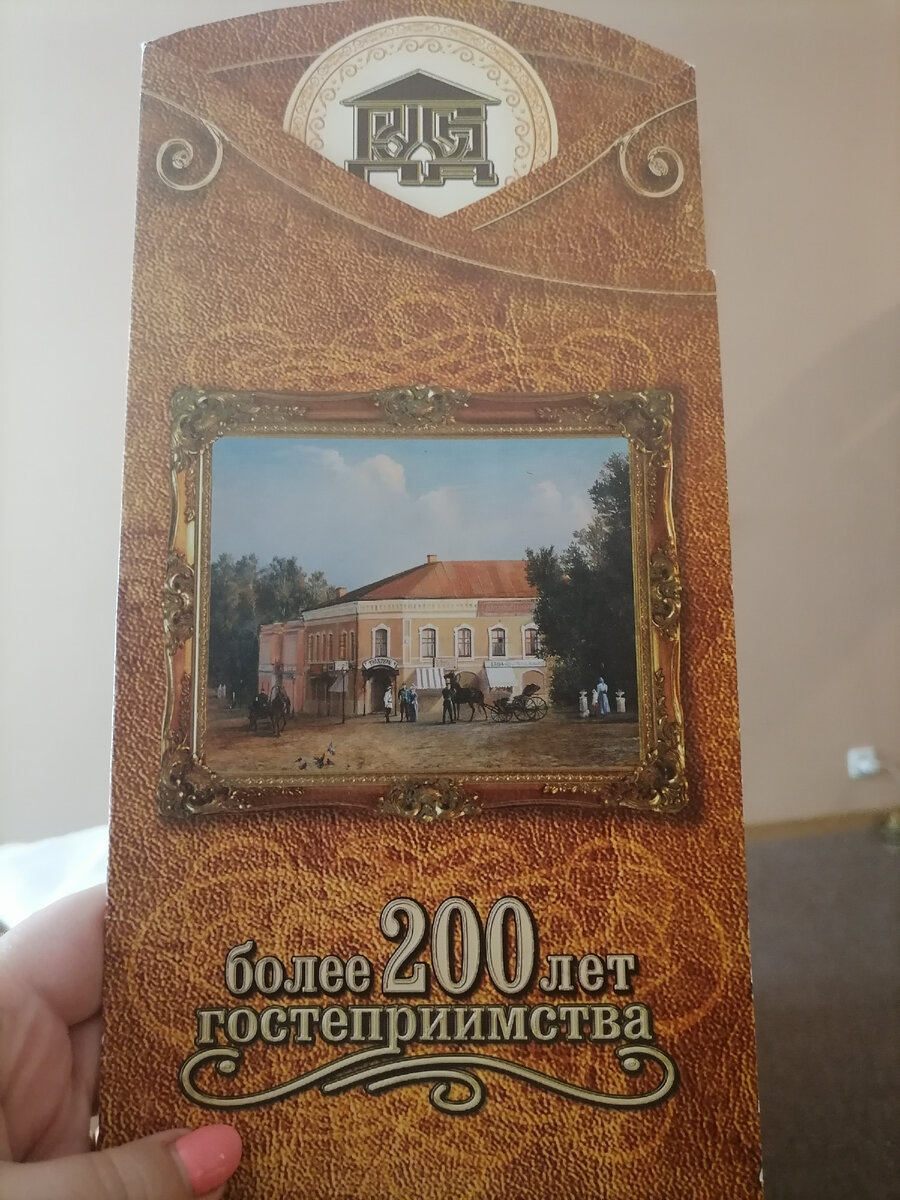 более 200 лет
гостеприимства